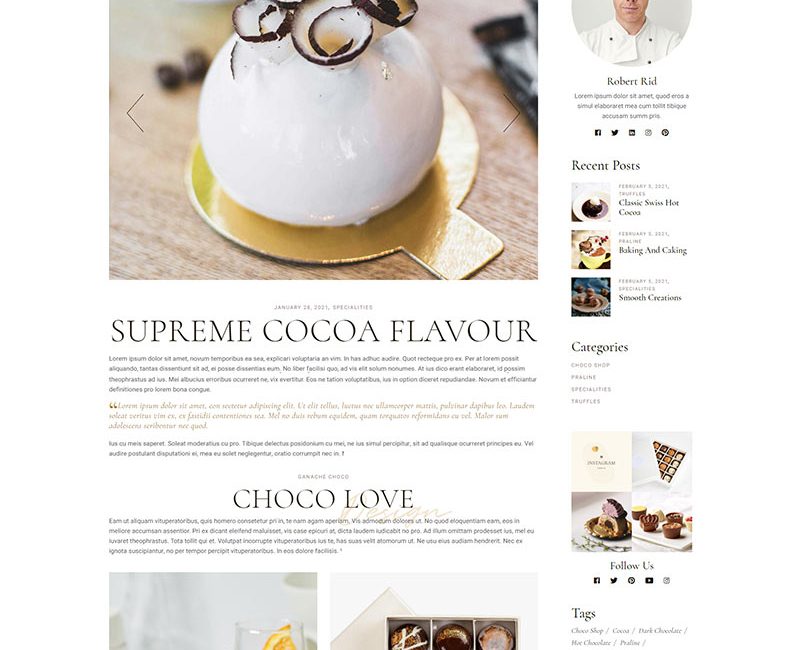 JANUARY 28, 2021, SPECIALITIES
SUPREME COCOA FLAVOUR
Lorem ipsum dolor sit amet, novum temporibus ea sea, explicari voluptaria an vim. In has audiec audire. Quot recteque pro ex. Per at lorem possit
aliquando, tantas dissentiunt sit ad, ei posse dissentias eum. No liber facilisi quo, ad vis elit solum nonumes. At ius dico erant elaboraret, id possim
theophrastus ad ius. Mei albucius erroribus ocurreret ne, vix evertitur. Eos ne tation voluptatibus, ius in option diceret repudiandae. Novum et efficiantur
definitiones pro lorem bona congue.
“Lorem ipsum dolor sit amet, con sectetur adipiscing elit. Ut elit tellus, luctus nec ullamcorper mattis, pulvinar dapibus leo. Laudem
soleat veritus vim ex, ex fastidii contentiones sea. Mel no duis rebum equidem, quam torquatos reformidans cu vel. Malor sum
adolescens scribentur nec quod.
Ius cu meis saperet. Soleat moderatius cu pro. Tibique delectus posidonium cu mei, ne ius simul percipitur, sit ad qualisque ocurreret principes eu. Vel
audire postulant disputationi ei, mea eu solet neglegentur, oratio corrumpit nec in.
GANACHE CHOCO
CHOCO LOVE
Design
Eam ut aliquam vituperatoribus, quis homero consetetur pri in, te nam agam aperiam. Vis admodum dolores ut. No quod eloquentiam vituperatoribus eam, eos in
meliore accumsan assentior. Pro ex dicant eleifend maluisset, vis case epicuri at, dicta laudem iudicabit no pro. Ad illum omittam prodesset ius, mel eu
iuvaret theophrastus. Tota tollit qui et. Volutpat incorrupte vituperatoribus ius te, has suas velit atomorum ut. Ne usu eiusdam hendrerit. Nec ex
ignota suscipiantur, no per tempor percipit vituperatoribus. In eos dolore facilisis.
Robert Rid
Lorem ipsum dolor sit amet, quod eros a
simul elaboraret mea cum tollit tibique
accusam summ pris.
Recent Posts
FEBRUARY 5, 2021,
TRUFFLES
Classic Swiss Hot
Cocoa
FEBRUARY 5, 2021,
PRALINE
Baking And Caking
FEBRUARY 5, 2021,
SPECIALITIES
Smooth Creations
Categories
CHOCO SHOP
PRALINE
SPECIALITIES
TRUFFLES
INSTAGRAM
Follow Us
Tags
Choco Shop / Cocoa / Dark Chocolate /
Hot Chocolate / Praline /